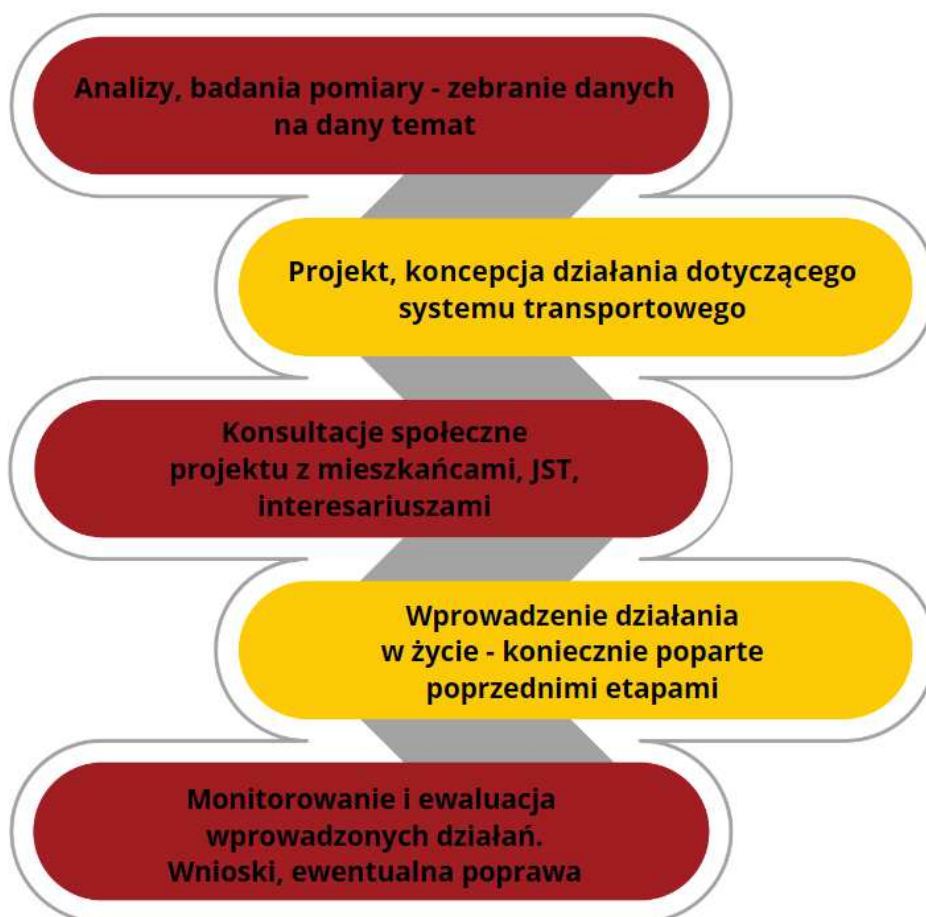 Analizy, badania pomiary - zebranie danych
na dany temat
Projekt, koncepcja działania dotyczącego
systemu transportowego
Konsultacje społeczne
projektu z mieszkańcami, JST,
interesariuszami
Wprowadzenie działania
w życie - koniecznie poparte
poprzednimi etapami
Monitorowanie i ewaluacja
wprowadzonych działań.
Wnioski, ewentualna poprawa